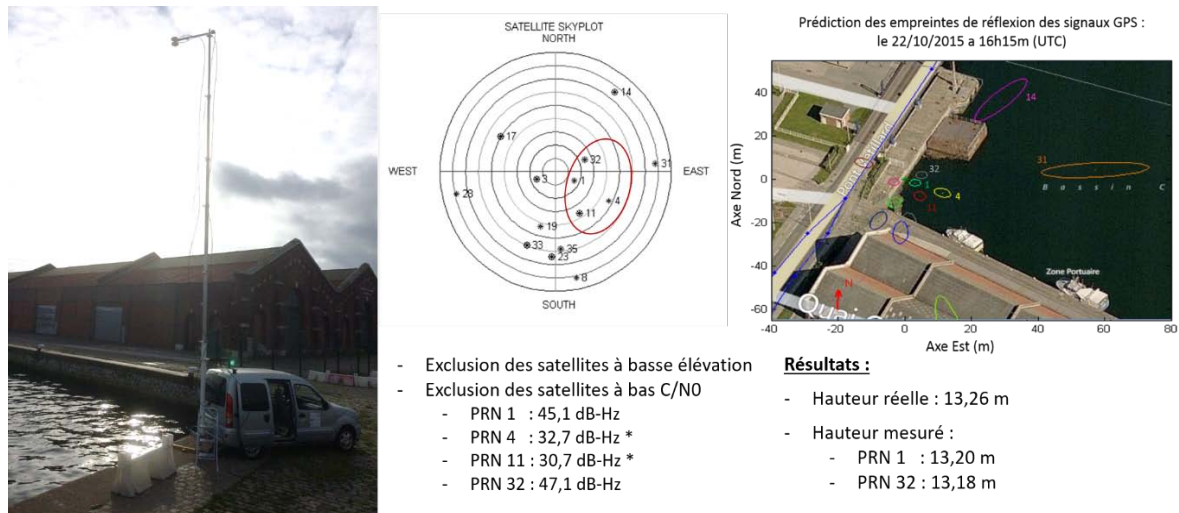 SATELLITE SKYPLOT
NORTH
14
17
32
31
WEST
EAST
3
1
28
4
11
19
33
35
23
8
SOUTH
Prédiction des empreintes de réflexion des signaux GPS :
le 22/10/2015 a 16h15m (UTC)
Axe Nord (m)
40
20
0
-20
-40
-60
14
31
32
1
4
11
Bassin C
Zone Portuaire
N
Quai
-40
-20
0
20
40
60
80
Axe Est (m)
- Exclusion des satellites à basse élévation
- Exclusion des satellites à bas C/N0
- PRN 1 : 45,1 dB-Hz
- PRN 4 : 32,7 dB-Hz *
- PRN 11 : 30,7 dB-Hz *
- PRN 32 : 47,1 dB-Hz
Résultats :
- Hauteur réelle : 13,26 m
- Hauteur mesuré :
- PRN 1 : 13,20 m
- PRN 32 : 13,18 m